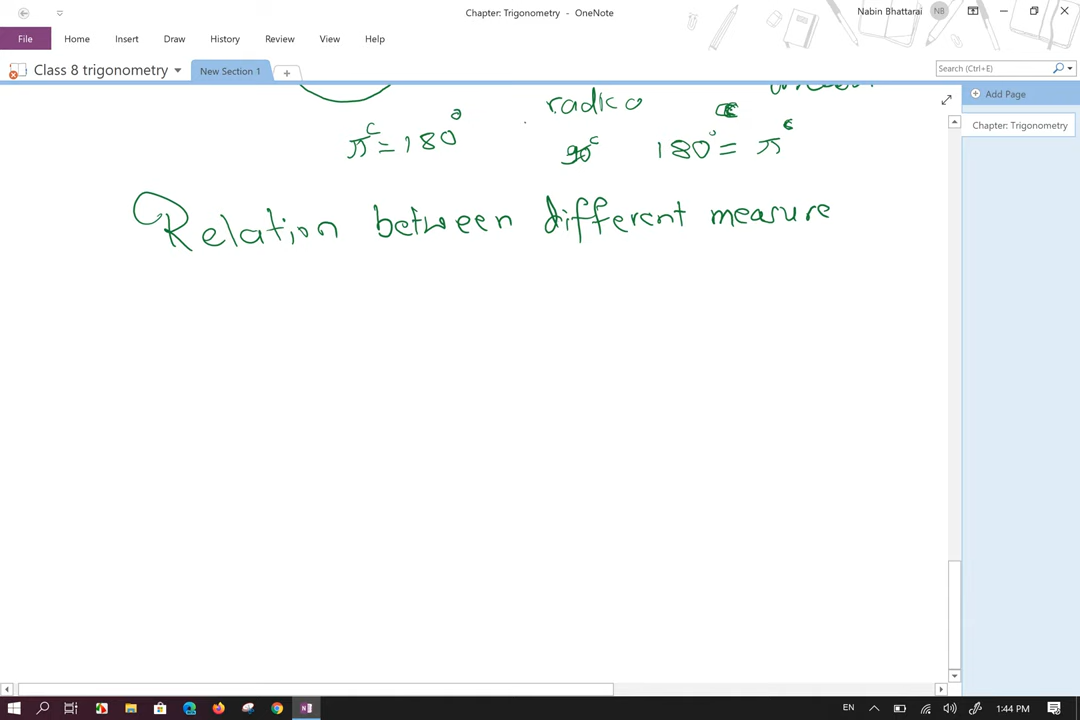 Chapter: Trigonometry - OneNote
Nabin Bhattarai NB
File Home Insert Draw History Review View Help
Class 8 trigonometry New Section 1 +
Search (Ctrl+E)
Add Page
Chapter: Trigonometry
π^c = 180°
180° = π^c
Relation between different measure
EN 1:44 PM